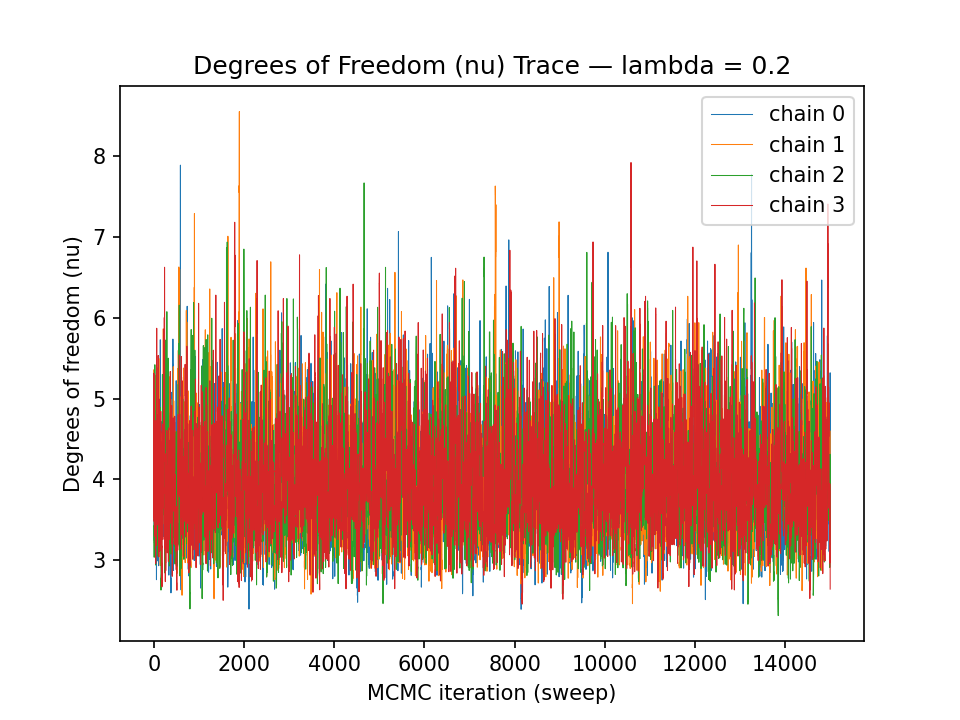 Degrees of Freedom (nu) Trace — lambda = 0.2
chain 0
chain 1
chain 2
chain 3
8
7
6
5
4
3
Degrees of freedom (nu)
0 2000 4000 6000 8000 10000 12000 14000
MCMC iteration (sweep)